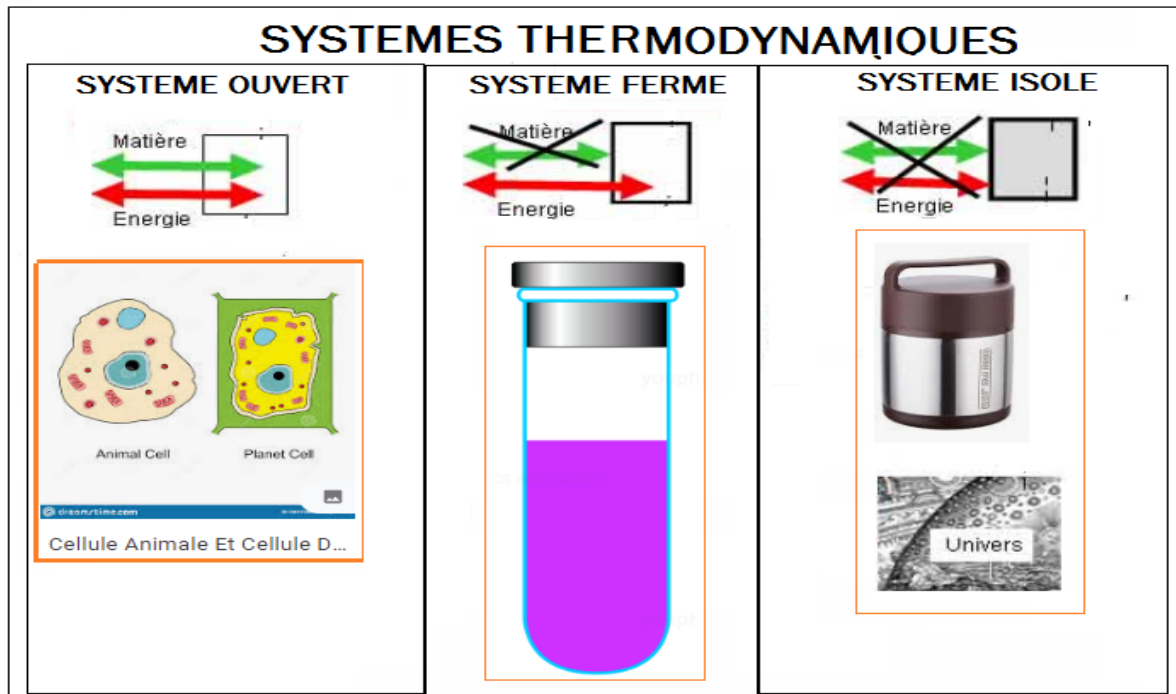 SYSTEMES THERMODYNAMIQUES
SYSTEME OUVERT
Matière
Energie
Animal Cell
Planet Cell
dreamstime.com
Cellule Animale Et Cellule D...
SYSTEME FERME
Matière
Energie
SYSTEME ISOLE
Matière
Energie
Univers